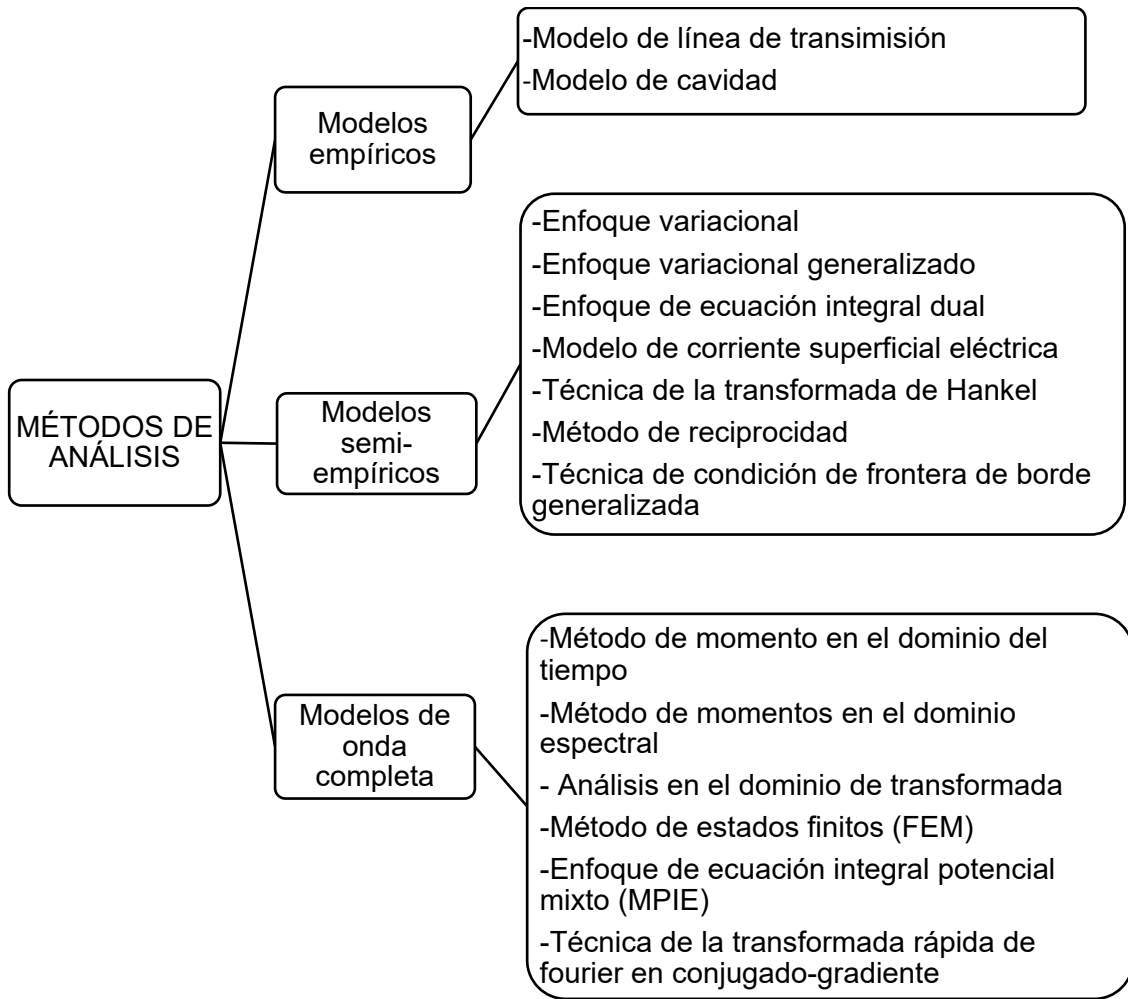 MÉTODOS DE
ANÁLISIS
Modelos
empíricos
-Modelo de línea de transimisión
-Modelo de cavidad
Modelos
semi-
empíricos
-Enfoque variacional
-Enfoque variacional generalizado
-Enfoque de ecuación integral dual
-Modelo de corriente superficial eléctrica
-Técnica de la transformada de Hankel
-Método de reciprocidad
-Técnica de condición de frontera de borde
generalizada
Modelos de
onda
completa
-Método de momento en el dominio del
tiempo
-Método de momentos en el dominio
espectral
- Análisis en el dominio de transformada
-Método de estados finitos (FEM)
-Enfoque de ecuación integral potencial
mixto (MPIE)
-Técnica de la transformada rápida de
fourier en conjugado-gradiente